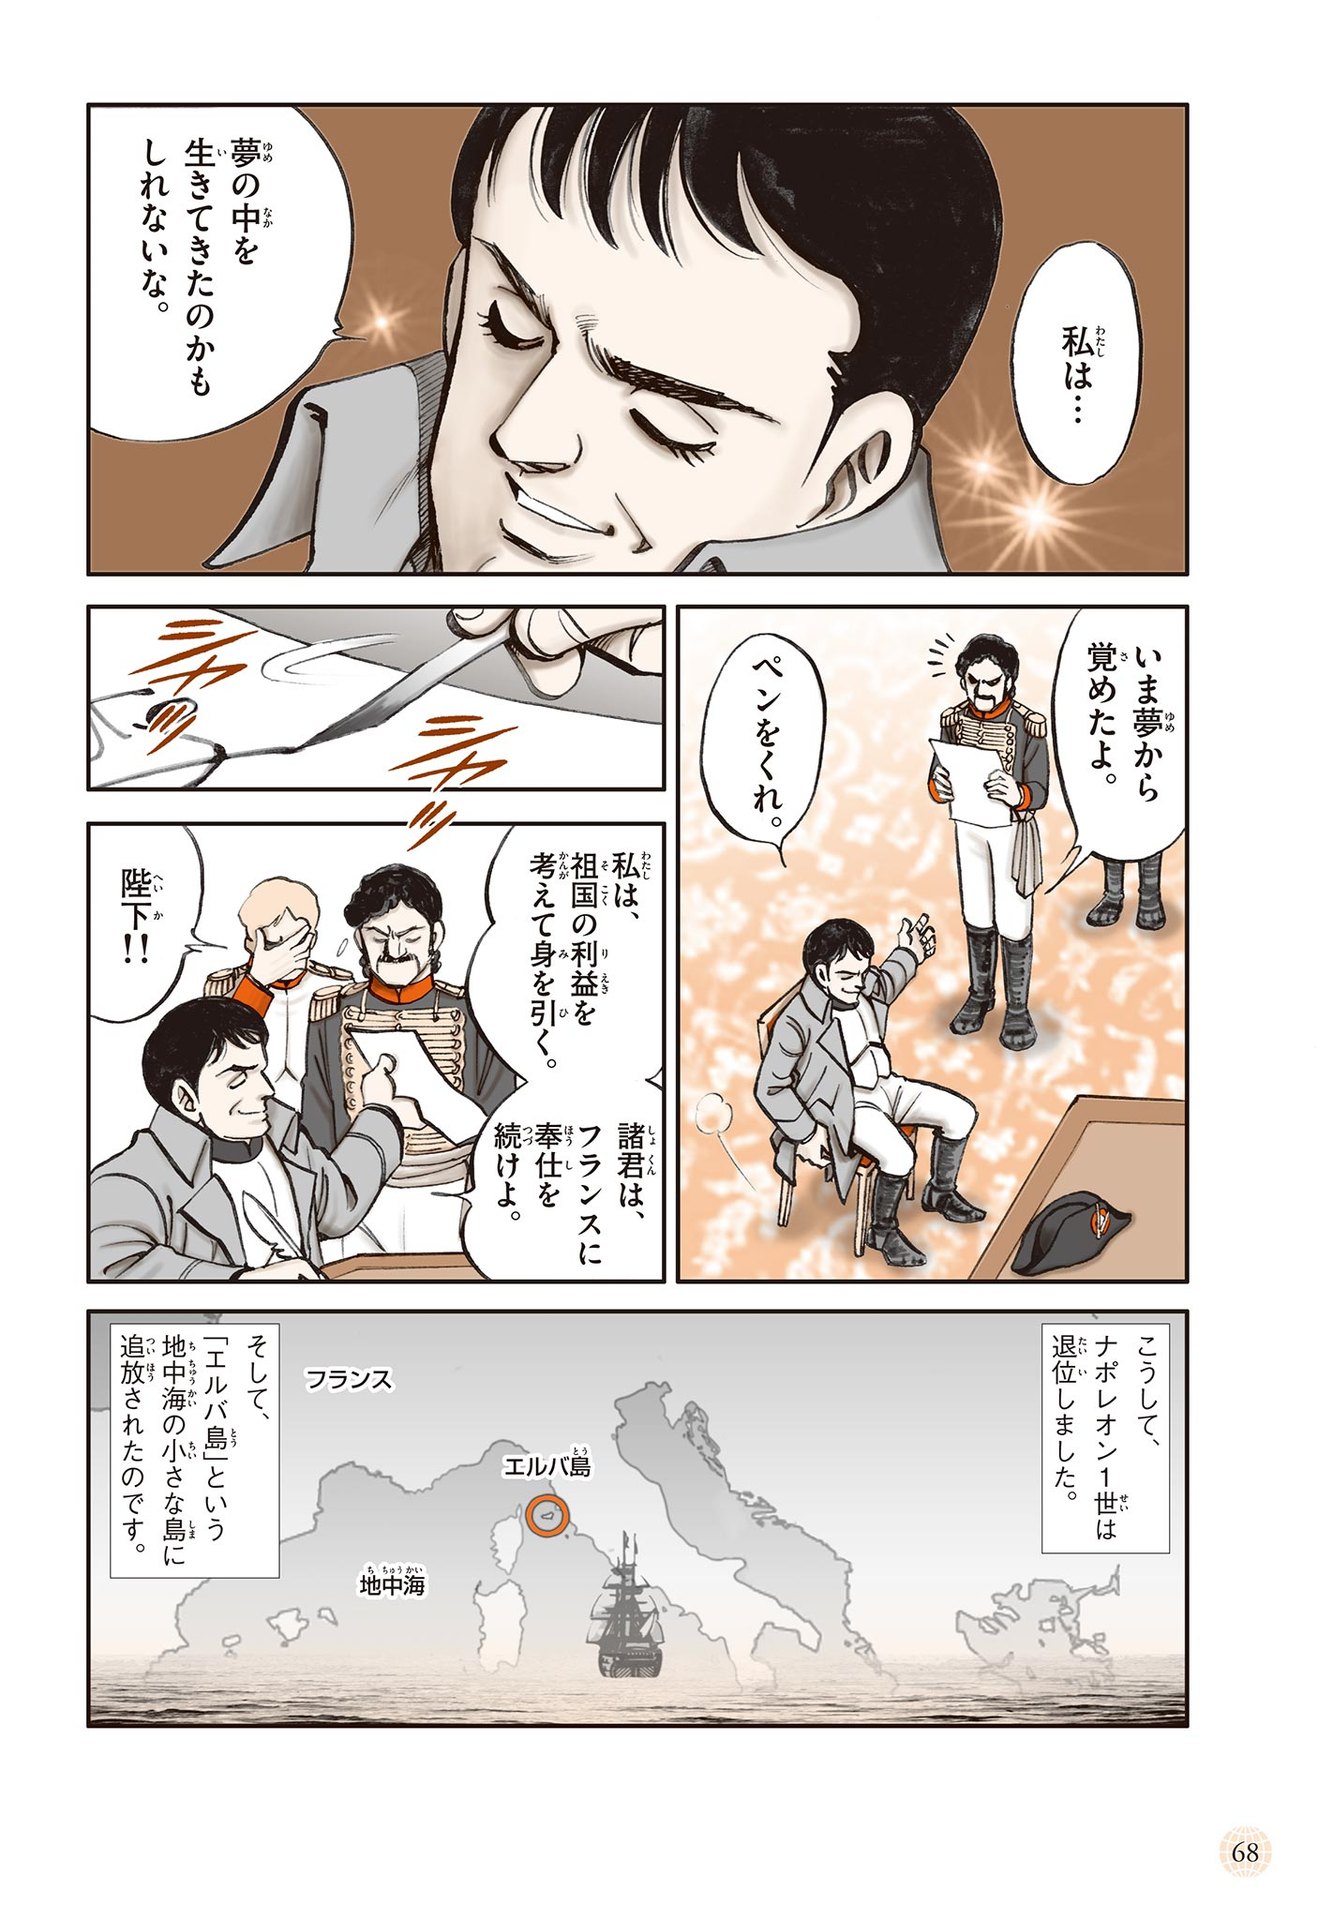 私は…
夢の中を
生きてきたのかも
しれないな。
いま夢から
覚めたよ。
ペンをくれ。
シャッ
シャッ
私は、
祖国の利益を
考えて身を引く。
諸君は、
フランスに
奉仕を
続けよ。
陛下!!
こうして、
ナポレオン1世は
退位しました。
フランス
エルバ島
地中海
そして、
「エルバ島」という
地中海の小さな島に
追放されたのです。
68